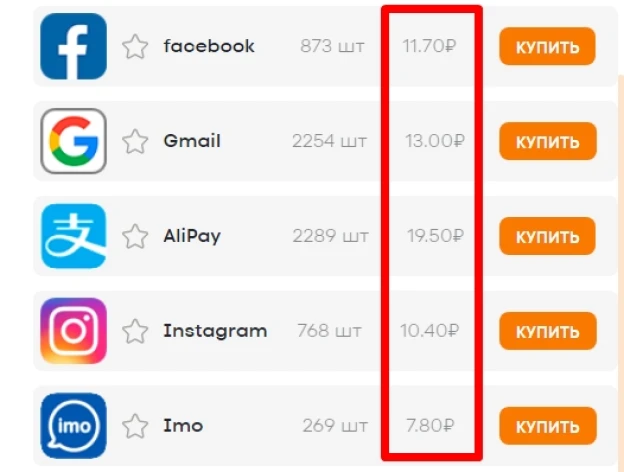 facebook 873 шт 11.70₽ КУПИТЬ
Gmail 2254 шт 13.00₽ КУПИТЬ
支 AliPay 2289 шт 19.50₽ КУПИТЬ
Instagram 768 шт 10.40₽ КУПИТЬ
imo Imo 269 шт 7.80₽ КУПИТЬ